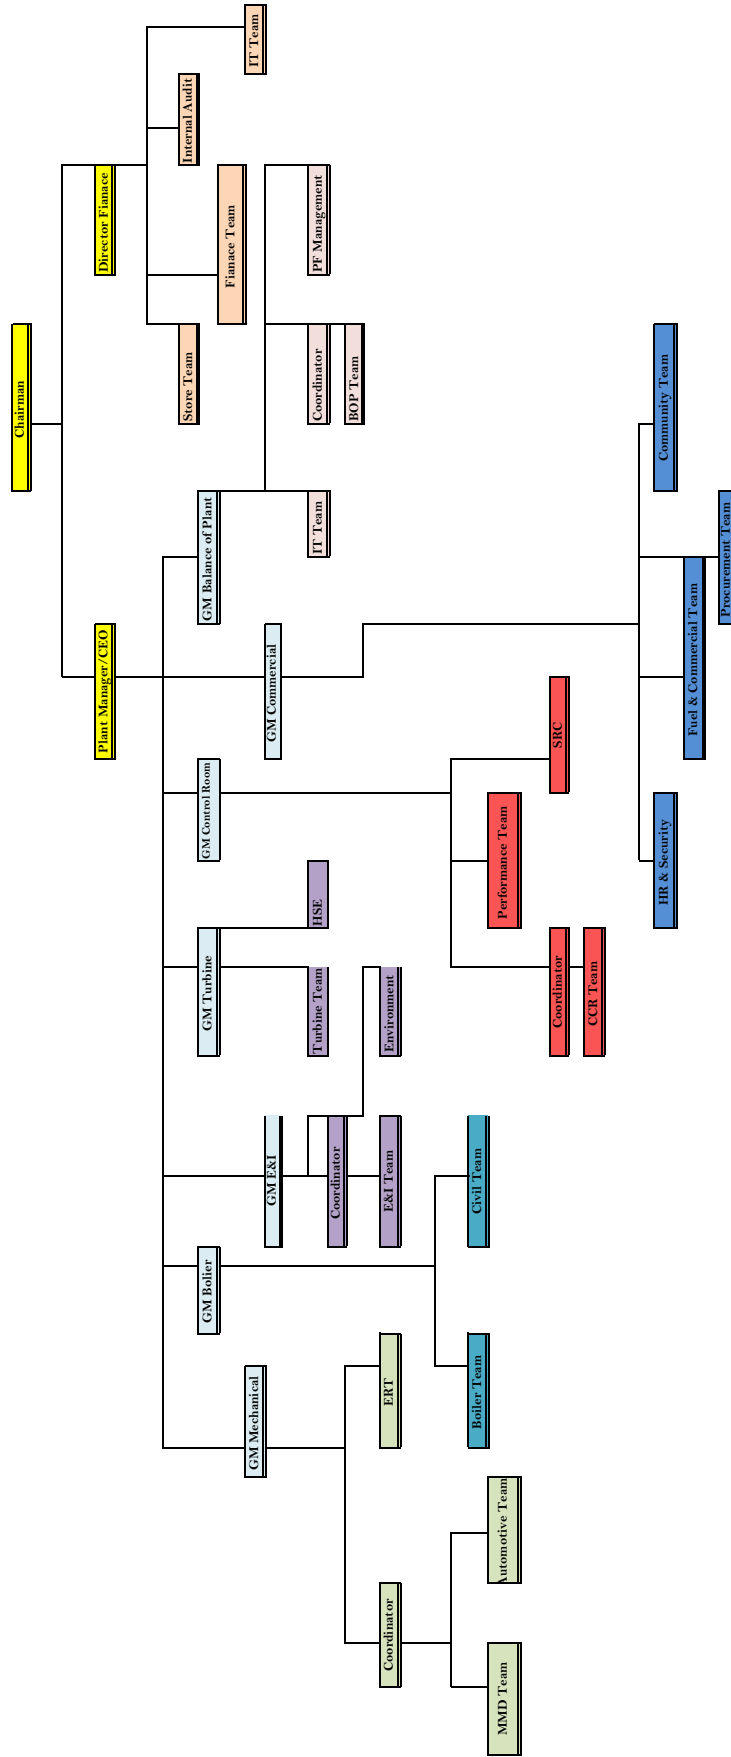 Chairman
Plant Manager/CEO
Director Fianace
GM Mechanical
GM Bolier
GM E&I
GM Turbine
GM Control Room
GM Commercial
GM Balance of Plant
Store Team
Fianace Team
Internal Audit
IT Team
IT Team
Coordinator
BOP Team
PF Management
Coordinator
ERT
MMD Team
Automotive Team
Boiler Team
Civil Team
Coordinator
E&I Team
Environment
Turbine Team
HSE
Coordinator
CCR Team
Performance Team
SRC
HR & Security
Fuel & Commercial Team
Procurement Team
Community Team